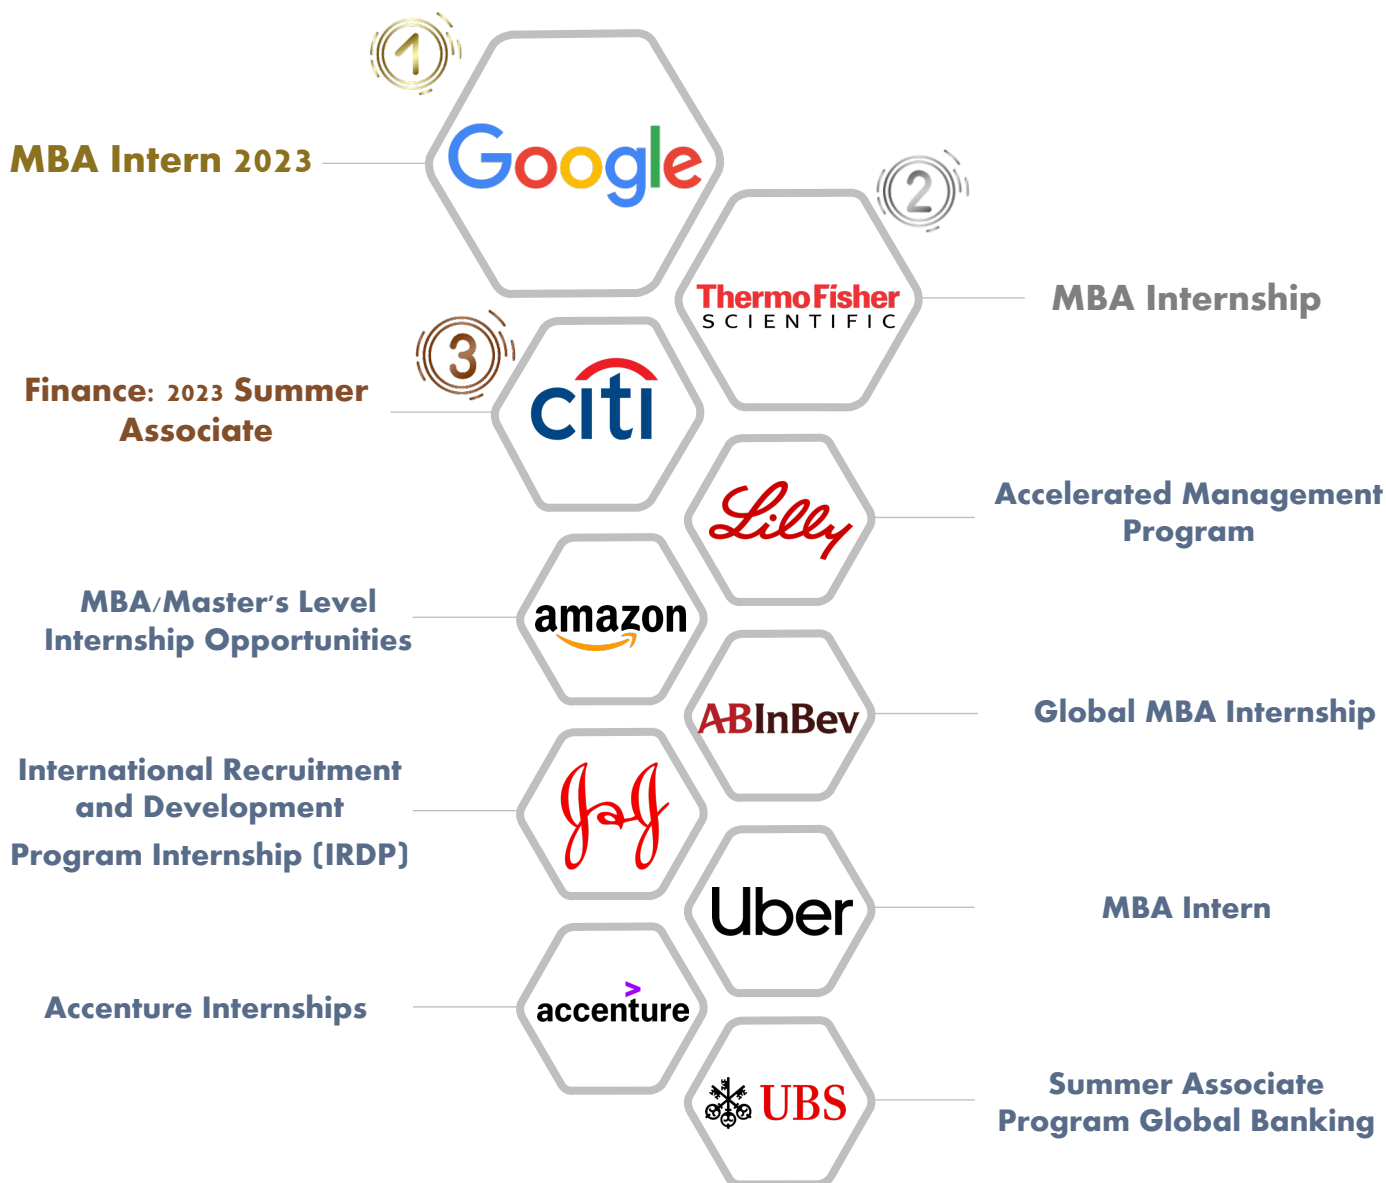 1
Google
MBA Intern 2023
2
ThermoFisher
SCIENTIFIC
MBA Internship
3
citi
Finance: 2023 Summer
Associate
Lilly
Accelerated Management
Program
amazon
MBA/Master's Level
Internship Opportunities
ABInBev
Global MBA Internship
J&J
International Recruitment
and Development
Program Internship (IRDP)
Uber
MBA Intern
>
accenture
Accenture Internships
UBS
Summer Associate
Program Global Banking